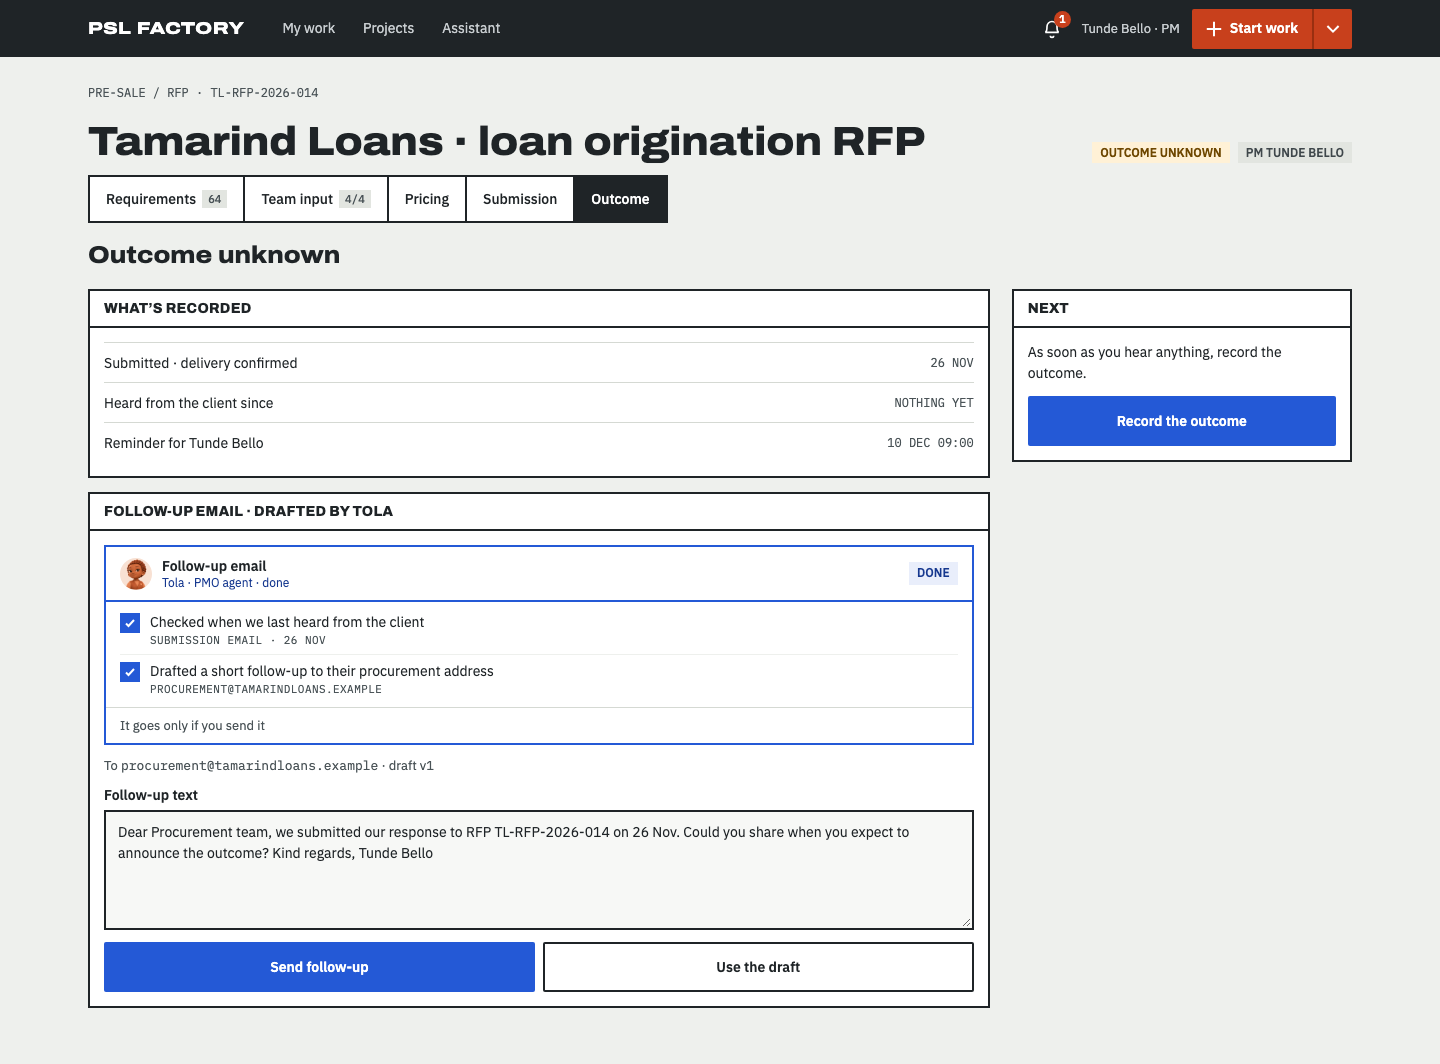 PSL FACTORY
My work
Projects
Assistant
1
Tunde Bello · PM
Start work
PRE-SALE / RFP · TL-RFP-2026-014
Tamarind Loans · loan origination RFP
OUTCOME UNKNOWN
PM TUNDE BELLO
Requirements 64
Team input 4/4
Pricing
Submission
Outcome
Outcome unknown
WHAT’S RECORDED
Submitted · delivery confirmed
26 NOV
Heard from the client since
NOTHING YET
Reminder for Tunde Bello
10 DEC 09:00
NEXT
As soon as you hear anything, record the
outcome.
Record the outcome
FOLLOW-UP EMAIL · DRAFTED BY TOLA
Follow-up email
Tola · PMO agent · done
DONE
Checked when we last heard from the client
SUBMISSION EMAIL · 26 NOV
Drafted a short follow-up to their procurement address
PROCUREMENT@TAMARINDLOANS.EXAMPLE
It goes only if you send it
To procurement@tamarindloans.example · draft v1
Follow-up text
Dear Procurement team, we submitted our response to RFP TL-RFP-2026-014 on 26 Nov. Could you share when you expect to
announce the outcome? Kind regards, Tunde Bello
Send follow-up
Use the draft